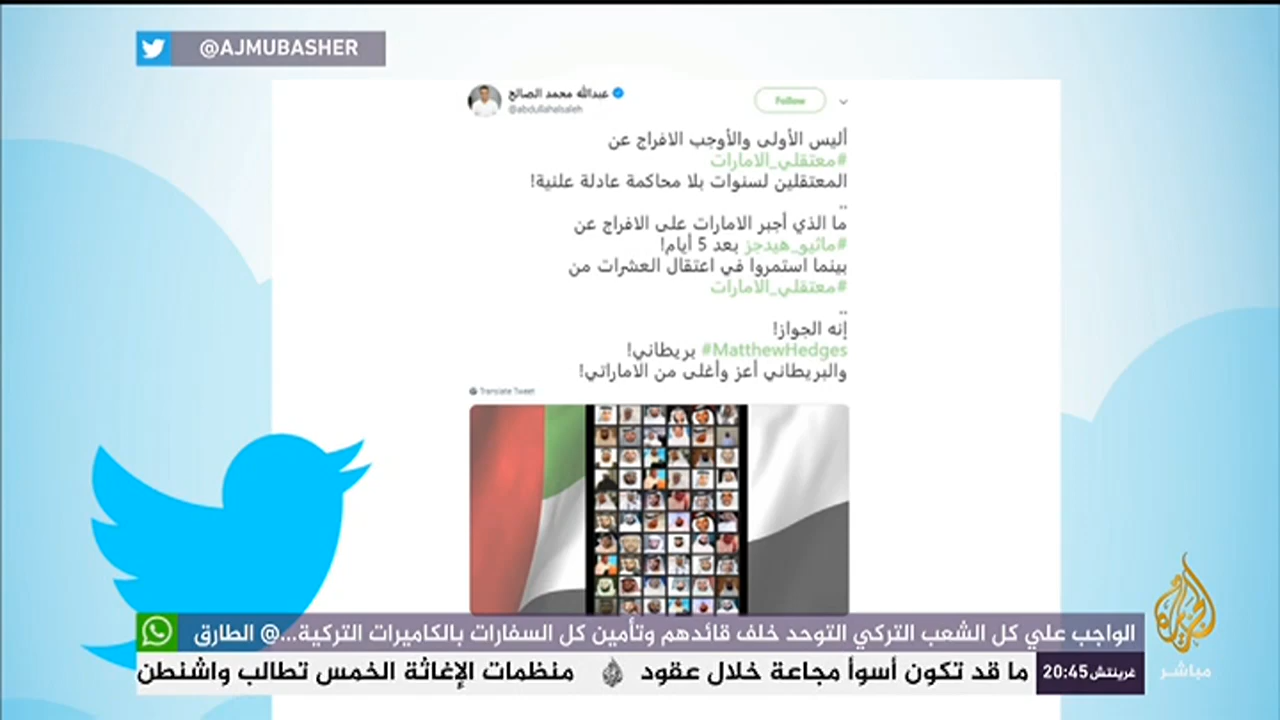 @AJMUBASHER
عبدالله محمد الصالح
@abdullahalsaleh
Follow
أليس الأولى والأوجب الافراج عن
#معتقلي_الامارات
المعتقلين لسنوات بلا محاكمة عادلة علنية!
..
ما الذي أجبر الامارات على الافراج عن
#ماثيو_هيدجز بعد 5 أيام!
بينما استمروا في اعتقال العشرات من
#معتقلي_الامارات
..
إنه الجواز!
#MatthewHedges بريطاني!
والبريطاني أعز وأغلى من الاماراتي!
Translate Tweet
الواجب علي كل الشعب التركي التوحد خلف قائدهم وتأمين كل السفارات بالكاميرات التركية...@ الطارق
غرينتش 20:45
ما قد تكون أسوأ مجاعة خلال عقود
منظمات الإغاثة الخمس تطالب واشنطن
الجزيرة
مباشر